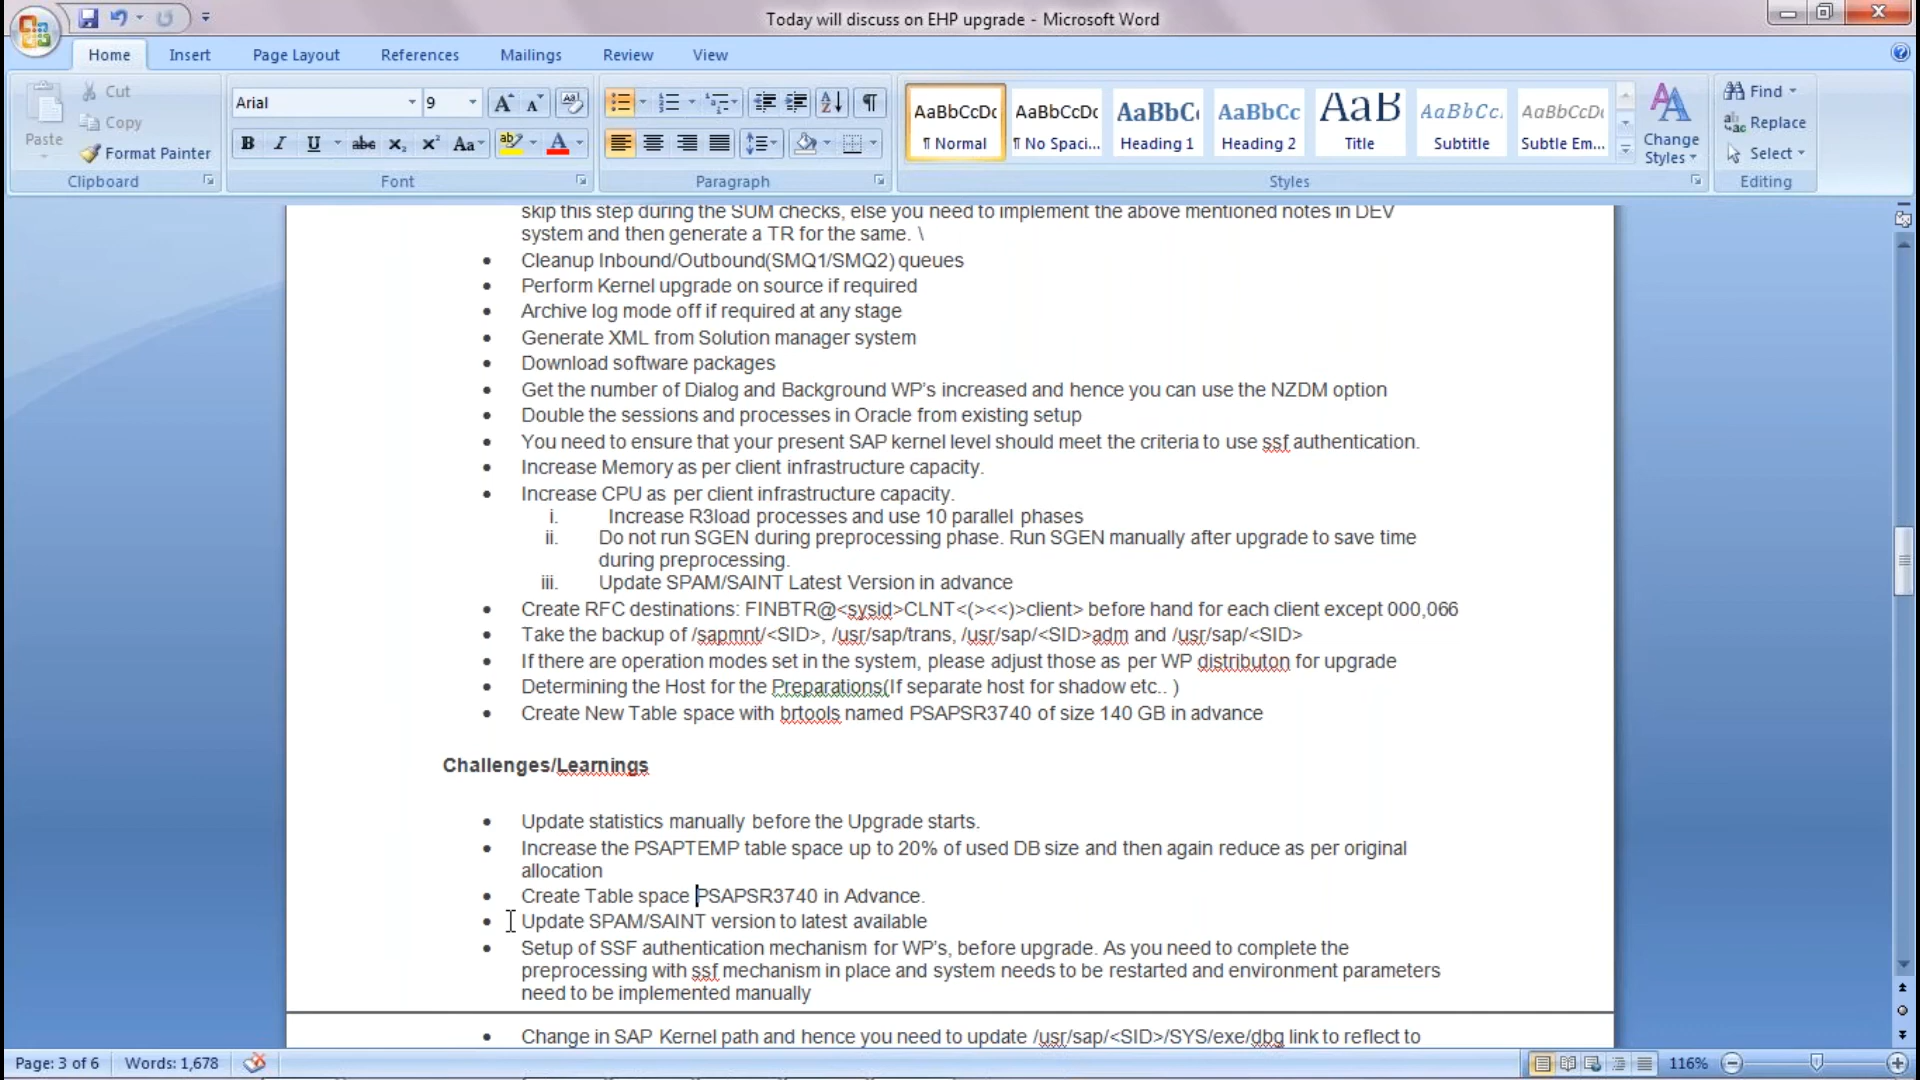 Today will discuss on EHP upgrade - Microsoft Word
Home Insert Page Layout References Mailings Review View
Paste
Cut
Copy
Format Painter
Clipboard
Arial 9
Font
Paragraph
AaBbCcDc AaBbCcDc AaBbC( AaBbCc AaB AaBbCc. AaBbCcDc
¶ Normal ¶ No Spaci... Heading 1 Heading 2 Title Subtitle Subtle Em...
Change Styles
Styles
Find
Replace
Select
Editing
skip this step during the SUM checks, else you need to implement the above mentioned notes in DEV
system and then generate a TR for the same. \
• Cleanup Inbound/Outbound(SMQ1/SMQ2) queues
• Perform Kernel upgrade on source if required
• Archive log mode off if required at any stage
• Generate XML from Solution manager system
• Download software packages
• Get the number of Dialog and Background WP's increased and hence you can use the NZDM option
• Double the sessions and processes in Oracle from existing setup
• You need to ensure that your present SAP kernel level should meet the criteria to use ssf authentication.
• Increase Memory as per client infrastructure capacity.
• Increase CPU as per client infrastructure capacity.
i. Increase R3load processes and use 10 parallel phases
ii. Do not run SGEN during preprocessing phase. Run SGEN manually after upgrade to save time
during preprocessing.
iii. Update SPAM/SAINT Latest Version in advance
• Create RFC destinations: FINBTR@<sysid>CLNT<(><<)>client> before hand for each client except 000,066
• Take the backup of /sapmnt/<SID>, /usr/sap/trans, /usr/sap/<SID>adm and /usr/sap/<SID>
• If there are operation modes set in the system, please adjust those as per WP distributon for upgrade
• Determining the Host for the Preparations(If separate host for shadow etc.. )
• Create New Table space with brtools named PSAPSR3740 of size 140 GB in advance
Challenges/Learnings
• Update statistics manually before the Upgrade starts.
• Increase the PSAPTEMP table space up to 20% of used DB size and then again reduce as per original
allocation
• Create Table space PSAPSR3740 in Advance.
• Update SPAM/SAINT version to latest available
• Setup of SSF authentication mechanism for WP's, before upgrade. As you need to complete the
preprocessing with ssf mechanism in place and system needs to be restarted and environment parameters
need to be implemented manually
• Change in SAP Kernel path and hence you need to update /usr/sap/<SID>/SYS/exe/dbg link to reflect to
Page: 3 of 6 Words: 1,678 116%